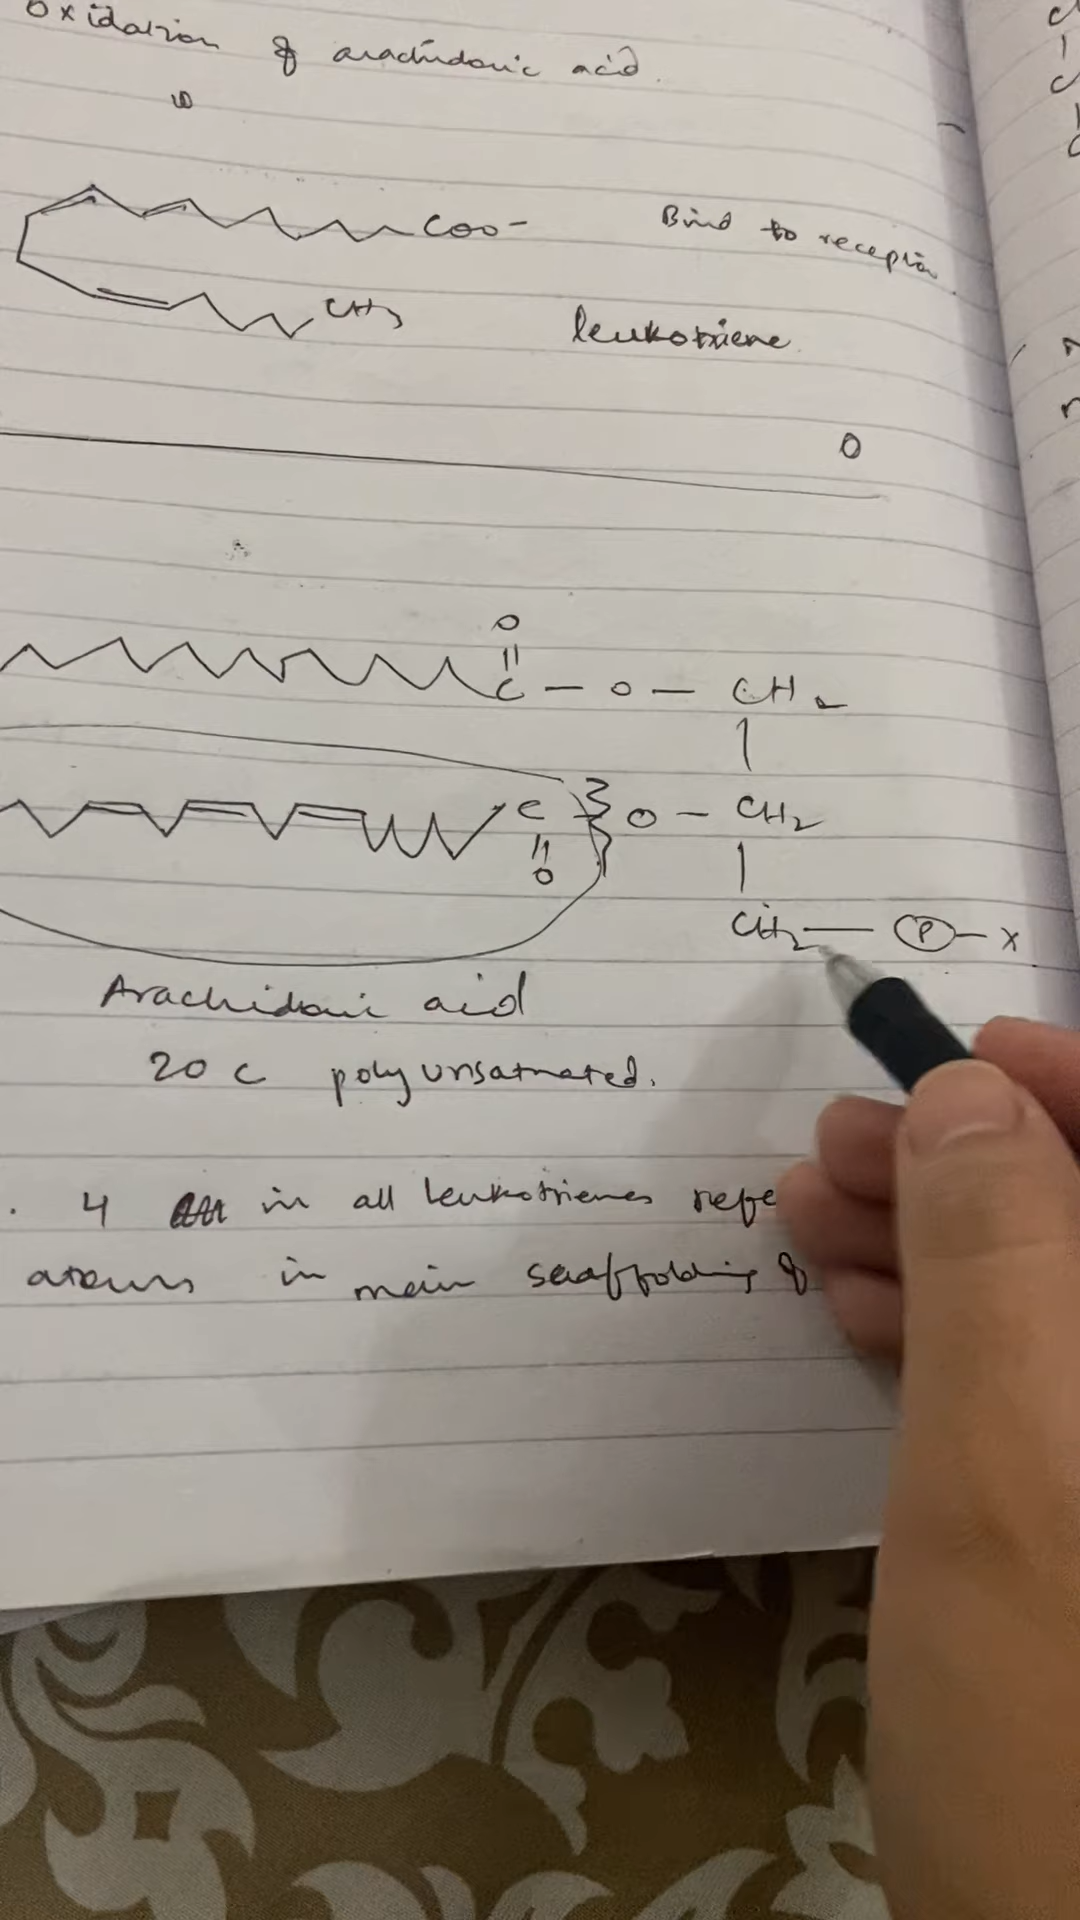 Oxidation of arachidonic acid.
COO-
Bind to receptor.
CH3
leukotriene.
O
O
C - O - CH2
C O - CH2
O
CH2 - P - X
Arachidonic acid
20 C polyunsaturated.
. 4 in all leukotrienes refe
atoms in main scaffolding of